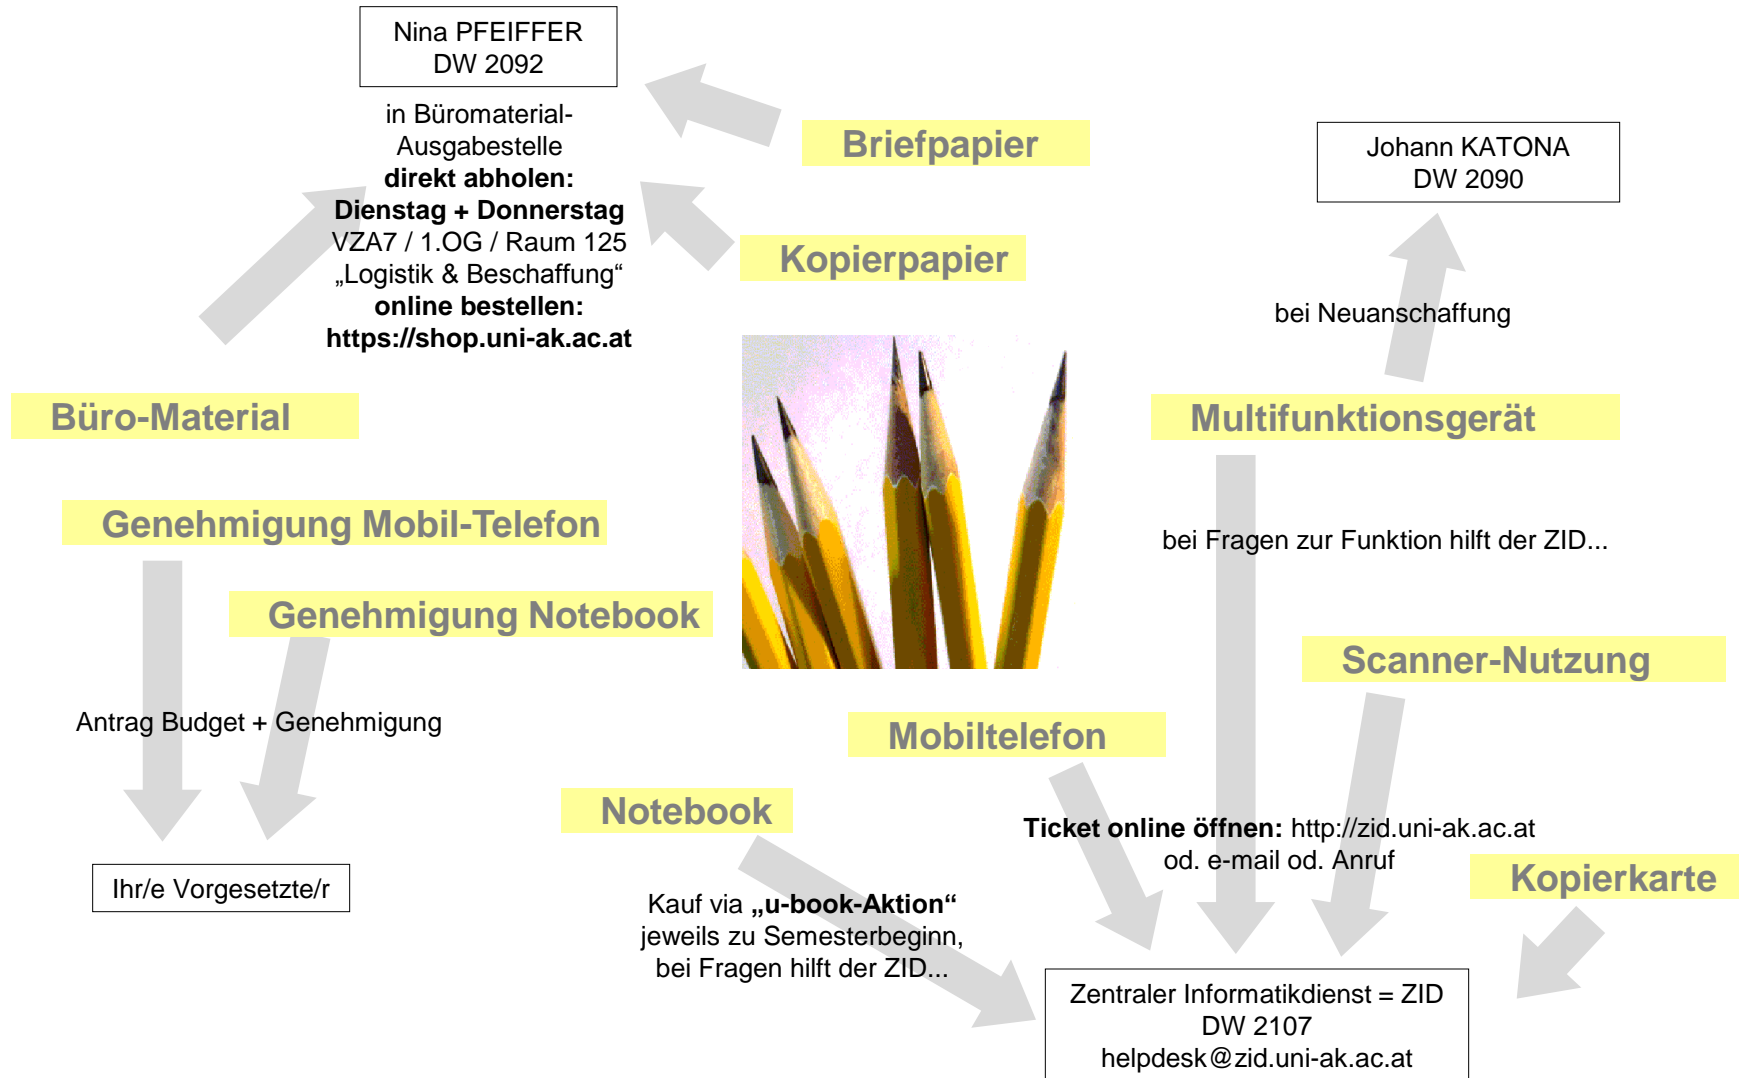 Nina PFEIFFER
DW 2092
in Büromaterial-
Ausgabestelle
direkt abholen:
Dienstag + Donnerstag
VZA7 / 1.OG / Raum 125
„Logistik & Beschaffung“
online bestellen:
https://shop.uni-ak.ac.at
Briefpapier
Kopierpapier
Johann KATONA
DW 2090
bei Neuanschaffung
Büro-Material
Multifunktionsgerät
Genehmigung Mobil-Telefon
bei Fragen zur Funktion hilft der ZID...
Genehmigung Notebook
Scanner-Nutzung
Antrag Budget + Genehmigung
Mobiltelefon
Notebook
Ticket online öffnen: http://zid.uni-ak.ac.at
od. e-mail od. Anruf
Kopierkarte
Ihr/e Vorgesetzte/r
Kauf via „u-book-Aktion“
jeweils zu Semesterbeginn,
bei Fragen hilft der ZID...
Zentraler Informatikdienst = ZID
DW 2107
helpdesk@zid.uni-ak.ac.at